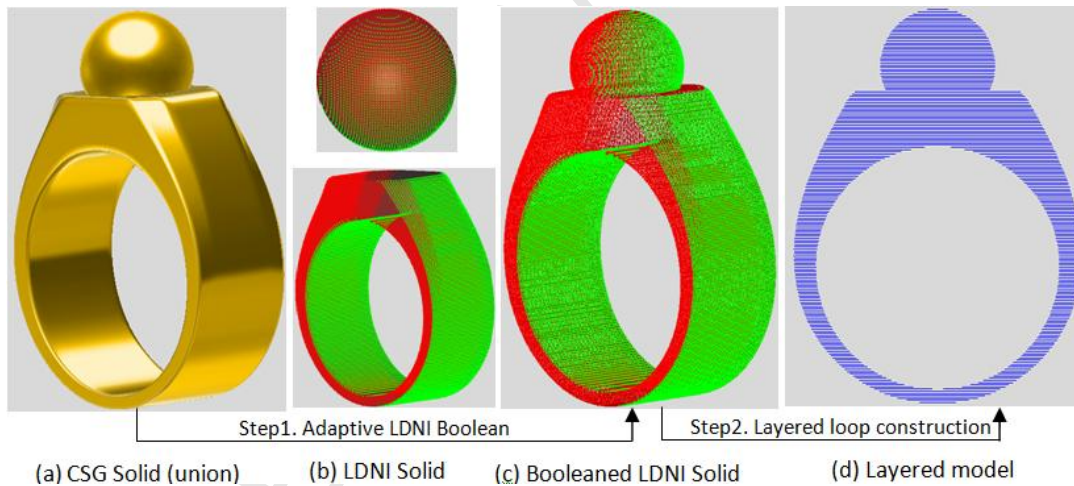 Step1. Adaptive LDNI Boolean
Step2. Layered loop construction
(a) CSG Solid (union)
(b) LDNI Solid
(c) Booleaned LDNI Solid
(d) Layered model